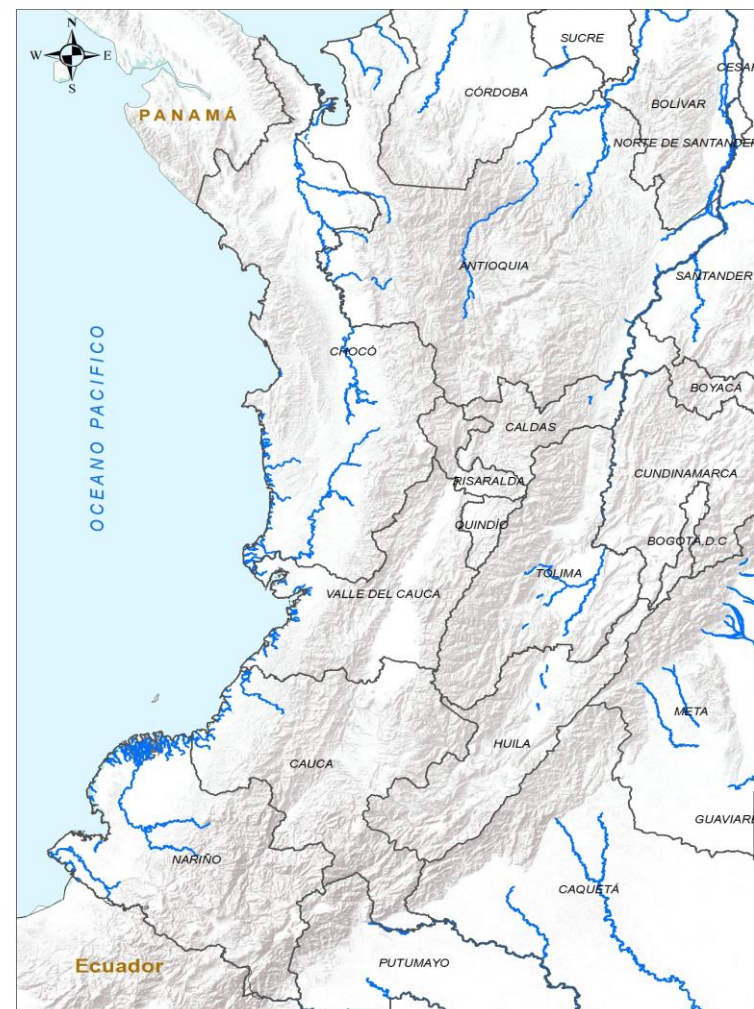 N
W E
S
PANAMÁ
SUCRE
CÓRDOBA
CESAR
BOLÍVAR
NORTE DE SANTANDER
ANTIOQUIA
SANTANDER
OCEANO PACIFICO
CHOCÓ
BOYACÁ
CALDAS
CUNDINAMARCA
RISARALDA
QUINDÍO
BOGOTÁ, D.C
TOLIMA
VALLE DEL CAUCA
META
HUILA
CAUCA
GUAVIARE
NARIÑO
CAQUETÁ
Ecuador
PUTUMAYO